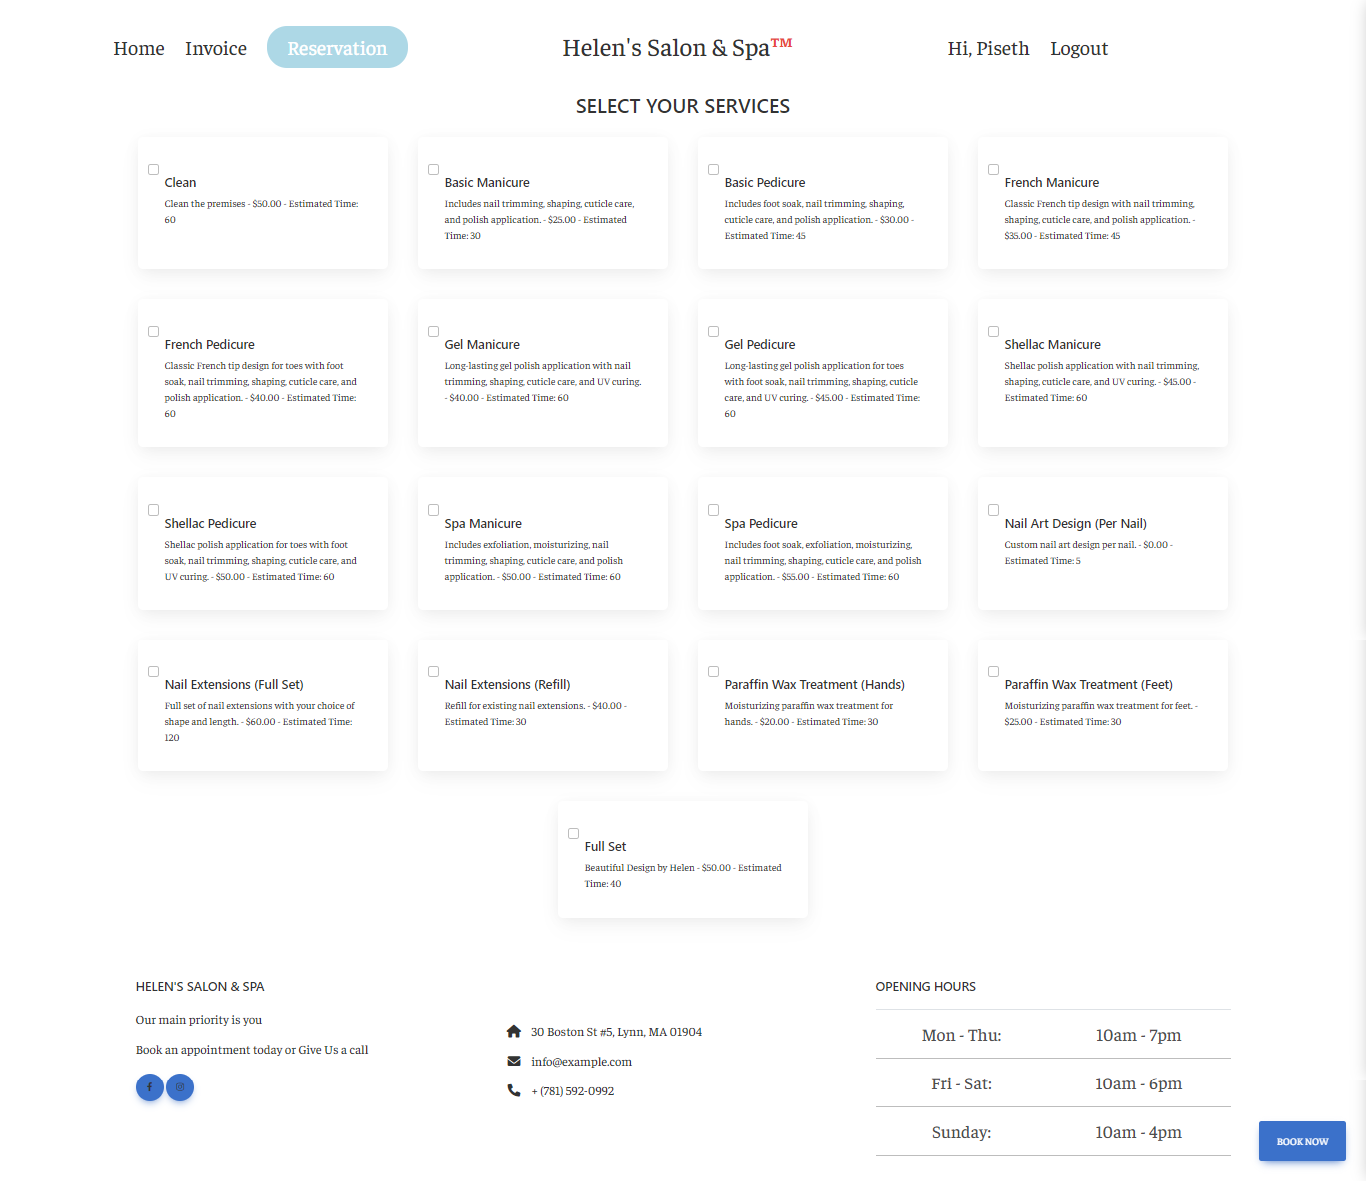 Home Invoice Reservation Helen's Salon & Spa™ Hi, Piseth Logout
SELECT YOUR SERVICES
Clean
Clean the premises - $50.00 - Estimated Time:
60
Basic Manicure
Includes nail trimming, shaping, cuticle care,
and polish application. - $25.00 - Estimated
Time: 30
Basic Pedicure
Includes foot soak, nail trimming, shaping,
cuticle care, and polish application. - $30.00 -
Estimated Time: 45
French Manicure
Classic French tip design with nail trimming,
shaping, cuticle care, and polish application. -
$35.00 - Estimated Time: 45
French Pedicure
Classic French tip design for toes with foot
soak, nail trimming, shaping, cuticle care, and
polish application. - $40.00 - Estimated Time:
60
Gel Manicure
Long-lasting gel polish application with nail
trimming, shaping, cuticle care, and UV curing.
- $40.00 - Estimated Time: 60
Gel Pedicure
Long-lasting gel polish application for toes
with foot soak, nail trimming, shaping, cuticle
care, and UV curing. - $45.00 - Estimated Time:
60
Shellac Manicure
Shellac polish application with nail trimming,
shaping, cuticle care, and UV curing. - $45.00 -
Estimated Time: 60
Shellac Pedicure
Shellac polish application for toes with foot
soak, nail trimming, shaping, cuticle care, and
UV curing. - $50.00 - Estimated Time: 60
Spa Manicure
Includes exfoliation, moisturizing, nail
trimming, shaping, cuticle care, and polish
application. - $50.00 - Estimated Time: 60
Spa Pedicure
Includes foot soak, exfoliation, moisturizing,
nail trimming, shaping, cuticle care, and polish
application. - $55.00 - Estimated Time: 60
Nail Art Design (Per Nail)
Custom nail art design per nail. - $0.00 -
Estimated Time: 5
Nail Extensions (Full Set)
Full set of nail extensions with your choice of
shape and length. - $60.00 - Estimated Time:
120
Nail Extensions (Refill)
Refill for existing nail extensions. - $40.00 -
Estimated Time: 30
Paraffin Wax Treatment (Hands)
Moisturizing paraffin wax treatment for
hands. - $20.00 - Estimated Time: 30
Paraffin Wax Treatment (Feet)
Moisturizing paraffin wax treatment for feet. -
$25.00 - Estimated Time: 30
Full Set
Beautiful Design by Helen - $50.00 - Estimated
Time: 40
HELEN'S SALON & SPA
Our main priority is you
Book an appointment today or Give Us a call
30 Boston St #5, Lynn, MA 01904
info@example.com
+ (781) 592-0992
OPENING HOURS
Mon - Thu: 10am - 7pm
Fri - Sat: 10am - 6pm
Sunday: 10am - 4pm
BOOK NOW